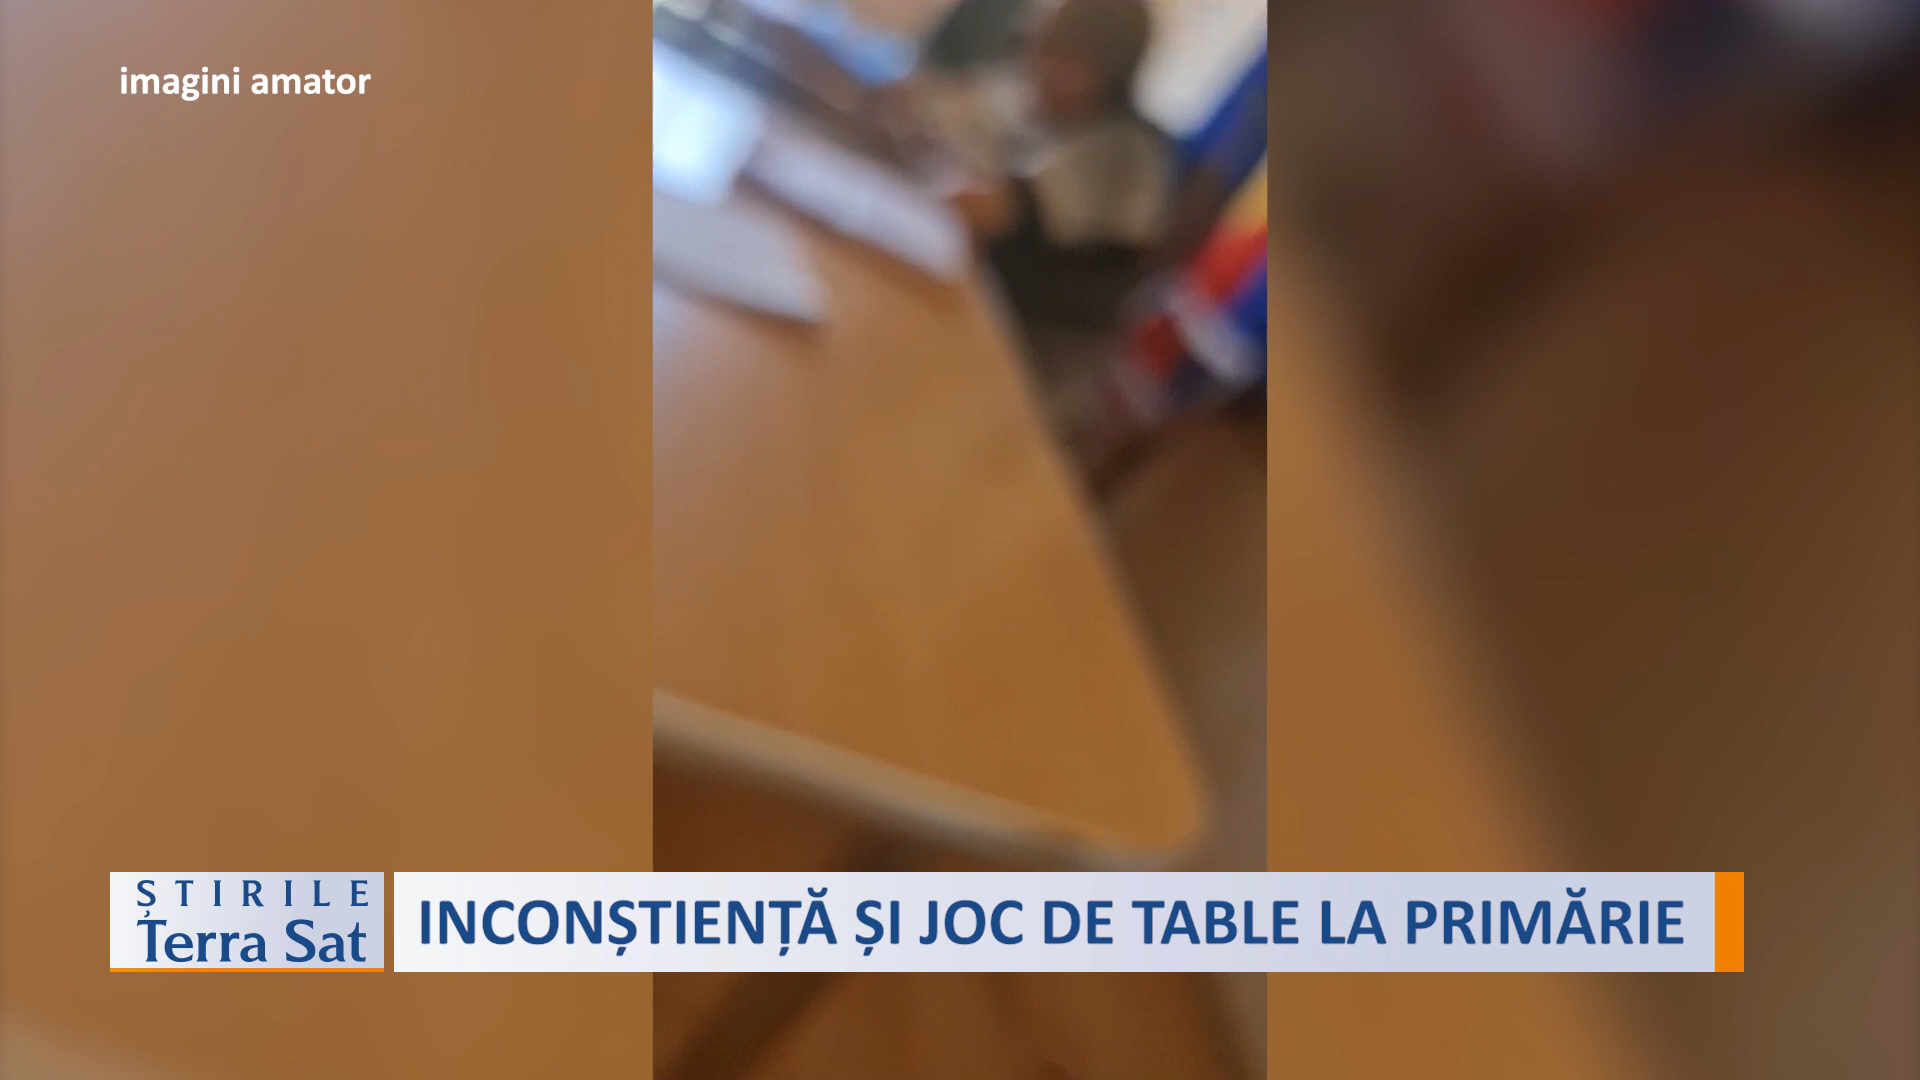 imagini amator
ȘTIRILE
Terra Sat
INCONȘTIENȚĂ ȘI JOC DE TABLE LA PRIMĂRIE